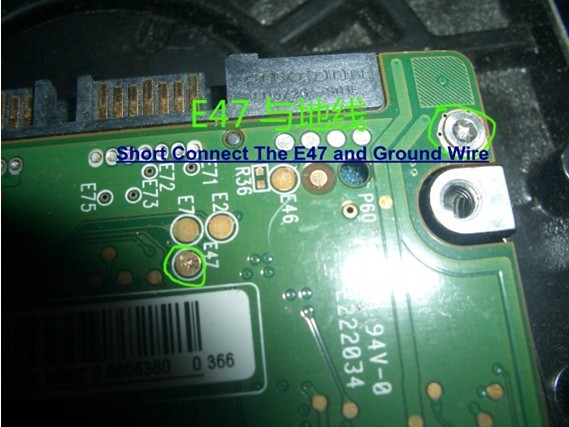 E47 与地线
Short Connect The E47 and Ground Wire
E71
E72
E73
E75
R36
E46
P60
E7
E2
E47
94V-0
222034
0 366